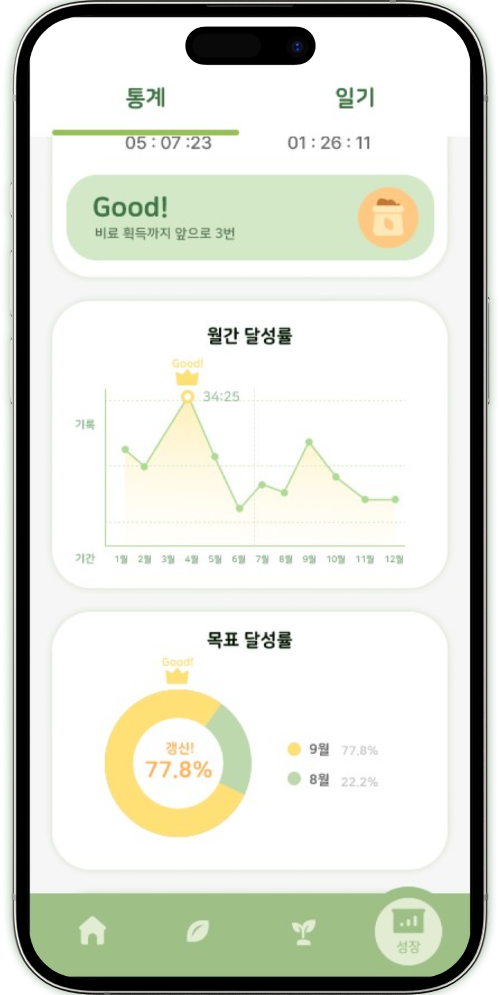 통계 일기
05 : 07 :23 01 : 26 : 11
Good!
비료 획득까지 앞으로 3번
월간 달성률
Good!
34:25
기록
기간 1월 2월 3월 4월 5월 6월 7월 8월 9월 10월 11월 12월
목표 달성률
Good!
갱신!
77.8%
9월 77.8%
8월 22.2%
성장